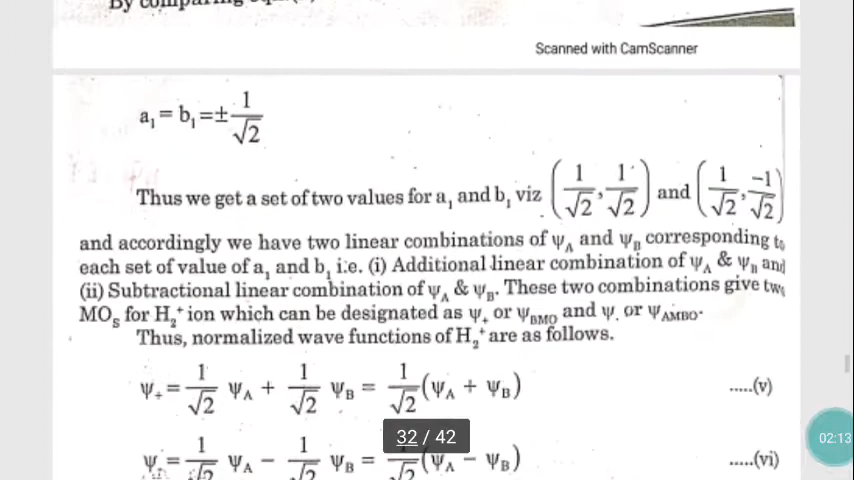 By comparing
Scanned with CamScanner
a₁ = b₁ = ± 1/√2
Thus we get a set of two values for a₁ and b₁ viz (1/√2, 1/√2) and (1/√2, −1/√2)
and accordingly we have two linear combinations of ψ_A and ψ_B corresponding to
each set of value of a₁ and b₁ i.e. (i) Additional linear combination of ψ_A & ψ_B and
(ii) Subtractional linear combination of ψ_A & ψ_B. These two combinations give two
MO_S for H₂⁺ ion which can be designated as ψ₊ or ψ_BMO and ψ₋ or ψ_AMBO.
Thus, normalized wave functions of H₂⁺ are as follows.
ψ₊ = 1/√2 ψ_A + 1/√2 ψ_B = 1/√2 (ψ_A + ψ_B) .....(v)
32 / 42
02:13
ψ₋ = 1/√2 ψ_A − 1/√2 ψ_B = 1/√2 (ψ_A − ψ_B) .....(vi)